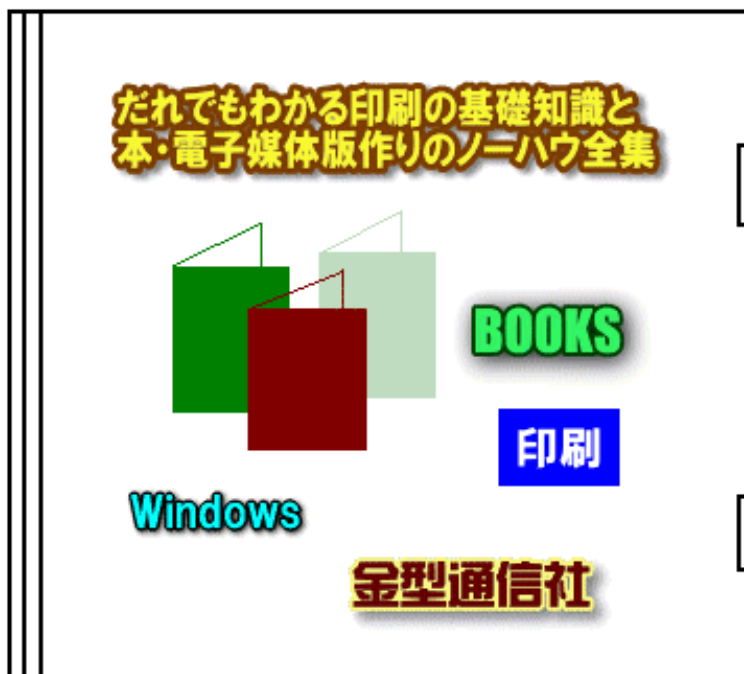 だれでもわかる印刷の基礎知識と
本・電子媒体版作りのノーハウ全集
BOOKS
印刷
Windows
金型通信社